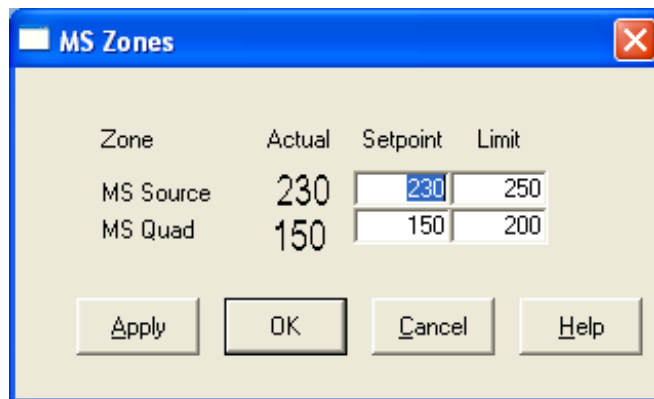 MS Zones
Zone Actual Setpoint Limit
MS Source 230 230 250
MS Quad 150 150 200
Apply OK Cancel Help